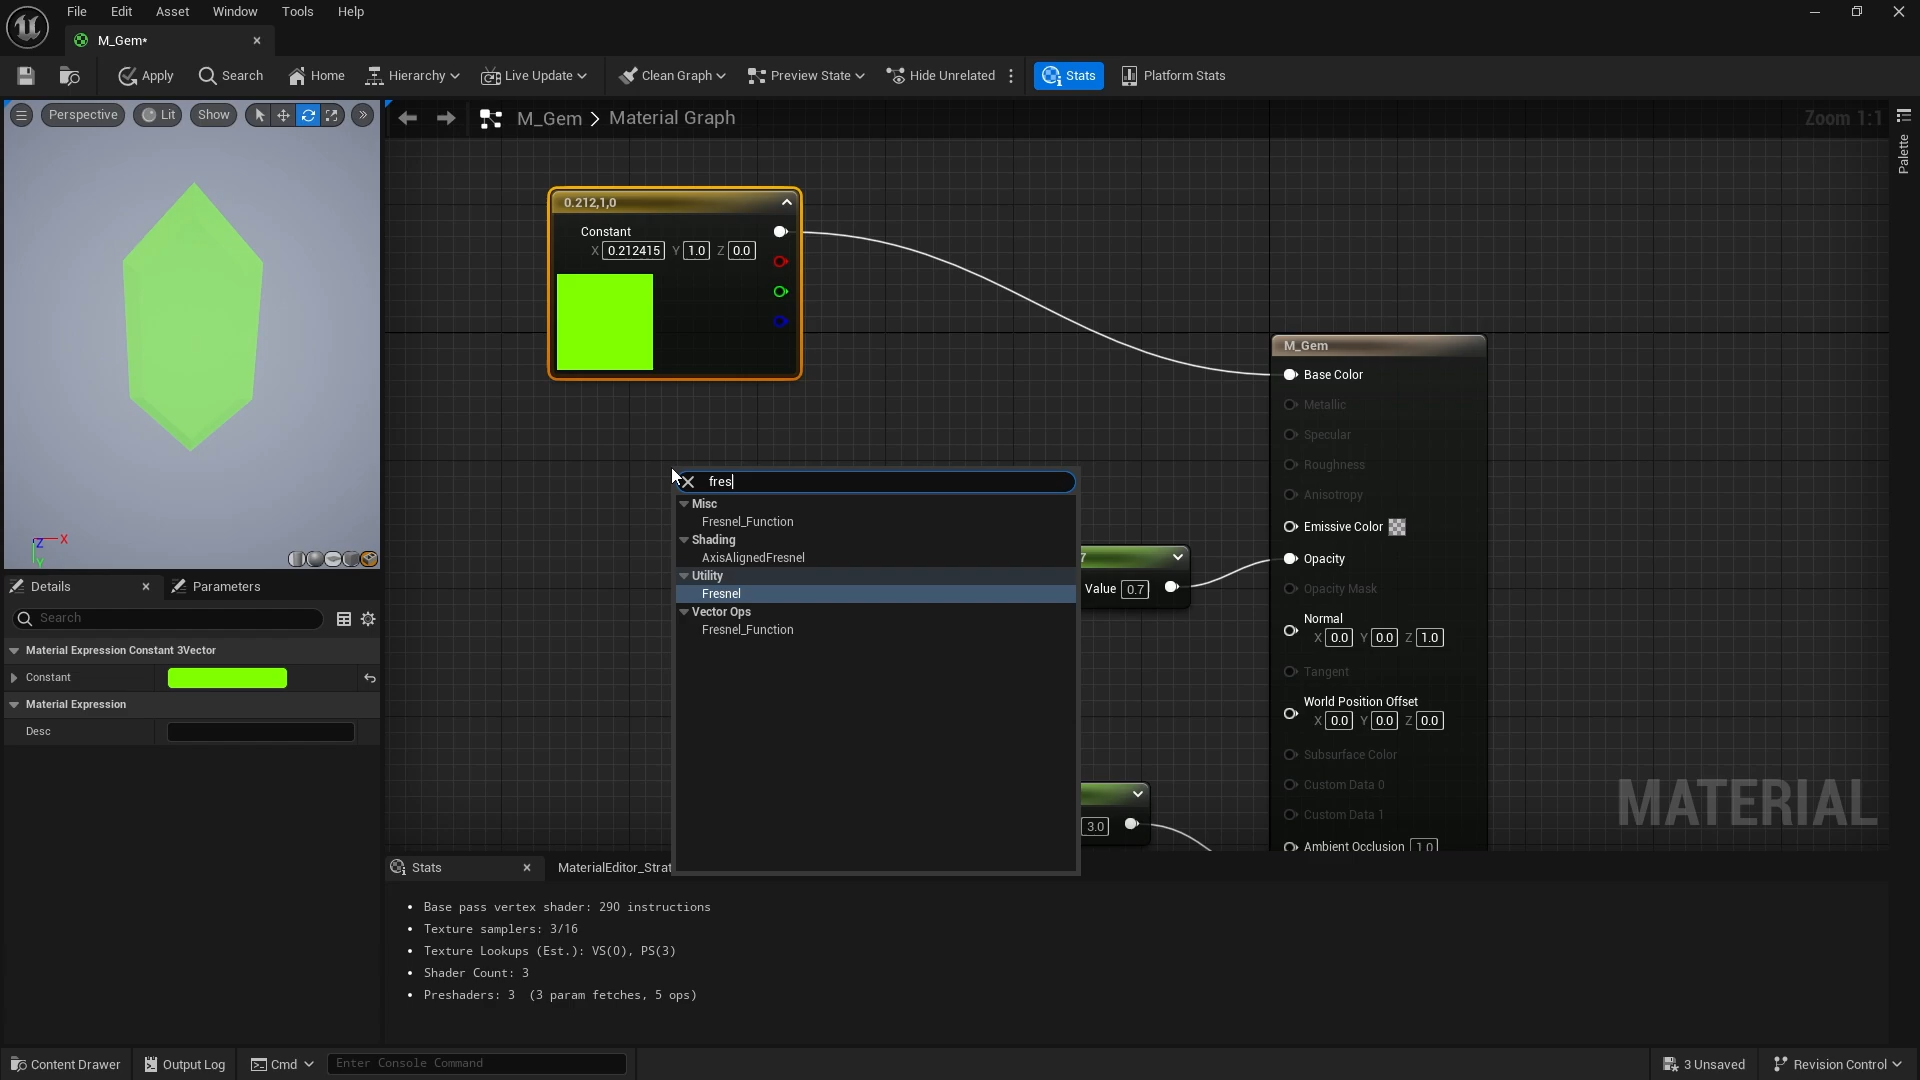 File Edit Asset Window Tools Help
M_Gem*
Apply Search Home Hierarchy Live Update Clean Graph Preview State Hide Unrelated Stats Platform Stats
Perspective Lit Show
M_Gem > Material Graph
Zoom 1:1
Palette
0.212,1,0
Constant
X 0.212415 Y 1.0 Z 0.0
M_Gem
Base Color
Metallic
Specular
Roughness
Anisotropy
Emissive Color
Opacity
Opacity Mask
Normal
X 0.0 Y 0.0 Z 1.0
Tangent
World Position Offset
X 0.0 Y 0.0 Z 0.0
Subsurface Color
Custom Data 0
Custom Data 1
Ambient Occlusion 1.0
fres
Misc
Fresnel_Function
Shading
AxisAlignedFresnel
Utility
Fresnel
Vector Ops
Fresnel_Function
7
Value 0.7
3.0
MATERIAL
Z X
Y
Details Parameters
Search
Material Expression Constant 3Vector
Constant
Material Expression
Desc
Stats MaterialEditor_Strat
• Base pass vertex shader: 290 instructions
• Texture samplers: 3/16
• Texture Lookups (Est.): VS(0), PS(3)
• Shader Count: 3
• Preshaders: 3 (3 param fetches, 5 ops)
Content Drawer Output Log Cmd Enter Console Command 3 Unsaved Revision Control